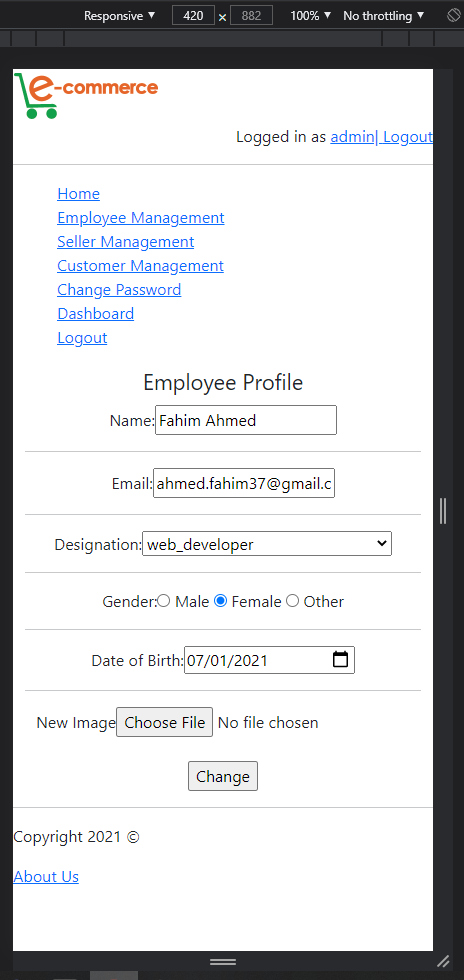 Responsive ▼ 420 × 882 100% ▼ No throttling ▼
e-commerce
Logged in as admin| Logout
Home
Employee Management
Seller Management
Customer Management
Change Password
Dashboard
Logout
Employee Profile
Name:Fahim Ahmed
Email:ahmed.fahim37@gmail.c
Designation:web_developer
Gender: Male Female Other
Date of Birth:07/01/2021
New Image Choose File No file chosen
Change
Copyright 2021 ©
About Us